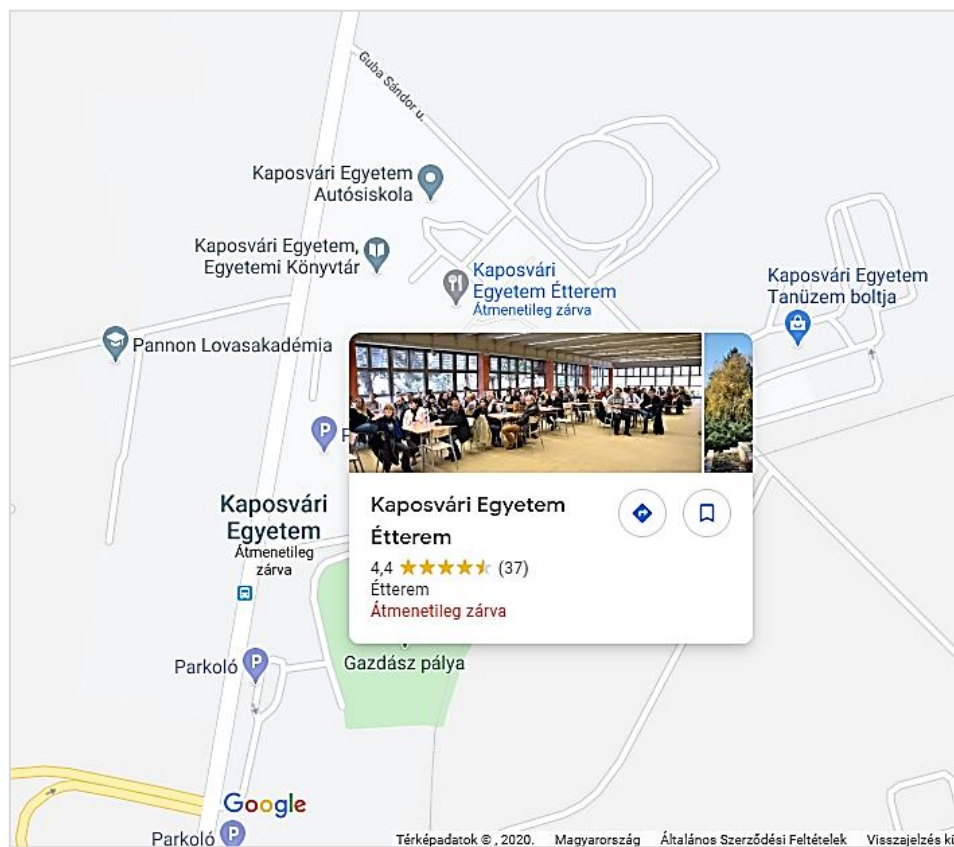 Guba Sándor u.
Kaposvári Egyetem
Autósiskola
Kaposvári Egyetem,
Egyetemi Könyvtár
Kaposvári
Egyetem Étterem
Átmenetileg zárva
Kaposvári Egyetem
Tanüzem boltja
Pannon Lovasakadémia
P
Kaposvári
Egyetem
Átmenetileg
zárva
Kaposvári Egyetem
Étterem
4,4 (37)
Étterem
Átmenetileg zárva
Parkoló P
Gazdász pálya
Google
Parkoló P
Térképadatok ©, 2020. Magyarország Általános Szerződési Feltételek Visszajelzés kü